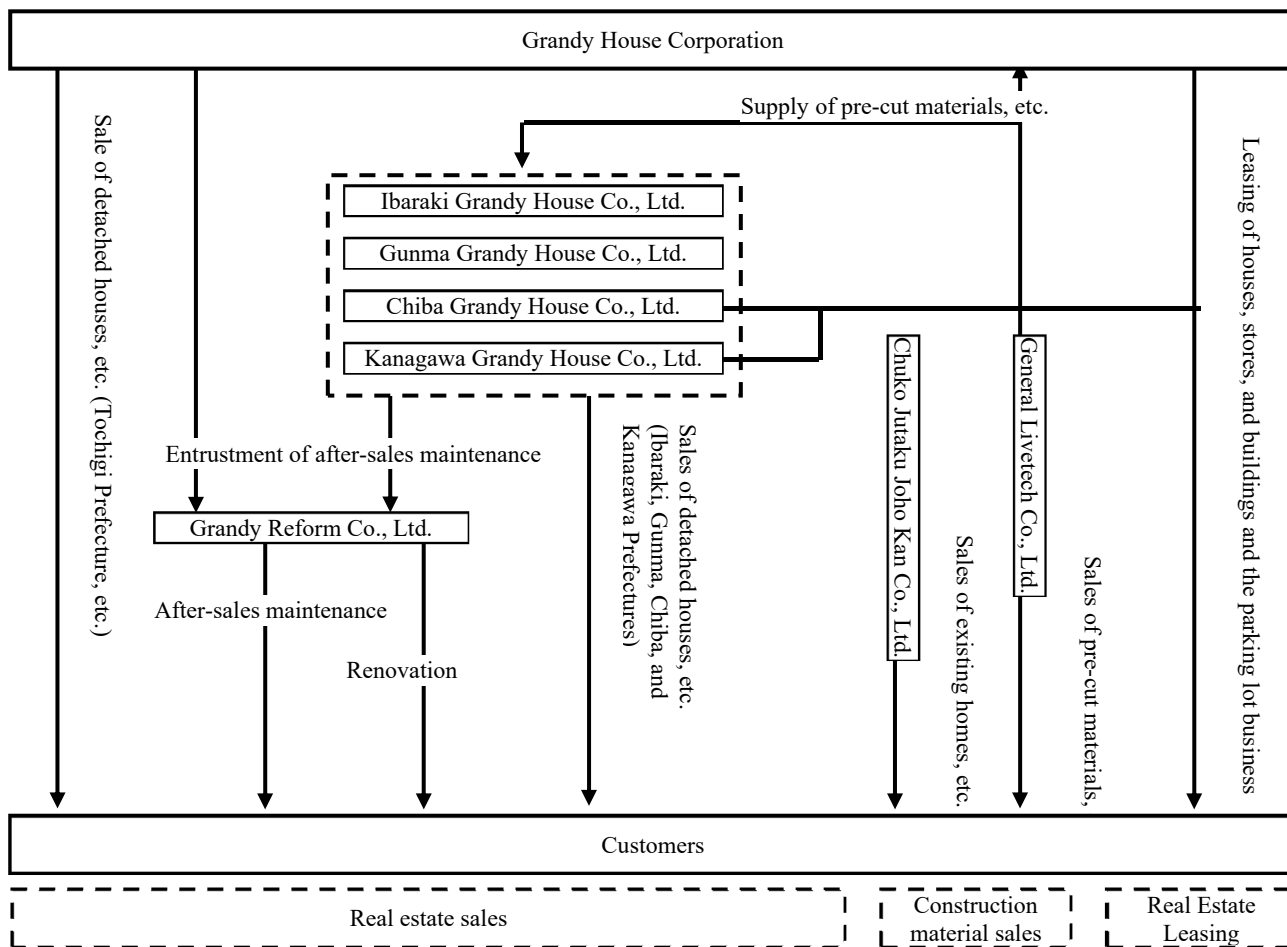 Grandy House Corporation
Supply of pre-cut materials, etc.
Sale of detached houses, etc. (Tochigi Prefecture, etc.)
Leasing of houses, stores, and buildings and the parking lot business
Ibaraki Grandy House Co., Ltd.
Gunma Grandy House Co., Ltd.
Chiba Grandy House Co., Ltd.
Kanagawa Grandy House Co., Ltd.
Chuko Jutaku Joho Kan Co., Ltd.
General Livetech Co., Ltd.
Entrustment of after-sales maintenance
Sales of detached houses, etc.
(Ibaraki, Gunma, Chiba, and
Kanagawa Prefectures)
Grandy Reform Co., Ltd.
Sales of existing homes, etc.
Sales of pre-cut materials,
After-sales maintenance
Renovation
Customers
Real estate sales
Construction
material sales
Real Estate
Leasing